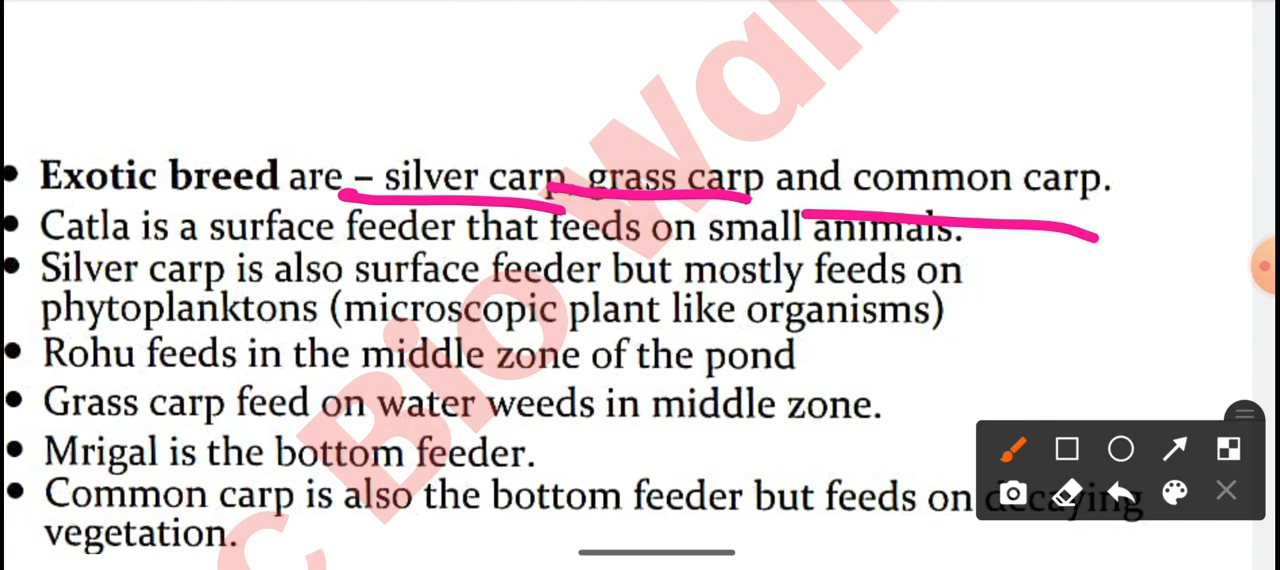 • Exotic breed are – silver carp, grass carp and common carp.
• Catla is a surface feeder that feeds on small animals.
• Silver carp is also surface feeder but mostly feeds on
phytoplanktons (microscopic plant like organisms)
• Rohu feeds in the middle zone of the pond
• Grass carp feed on water weeds in middle zone.
• Mrigal is the bottom feeder.
• Common carp is also the bottom feeder but feeds on decaying
vegetation.
c Bio wall